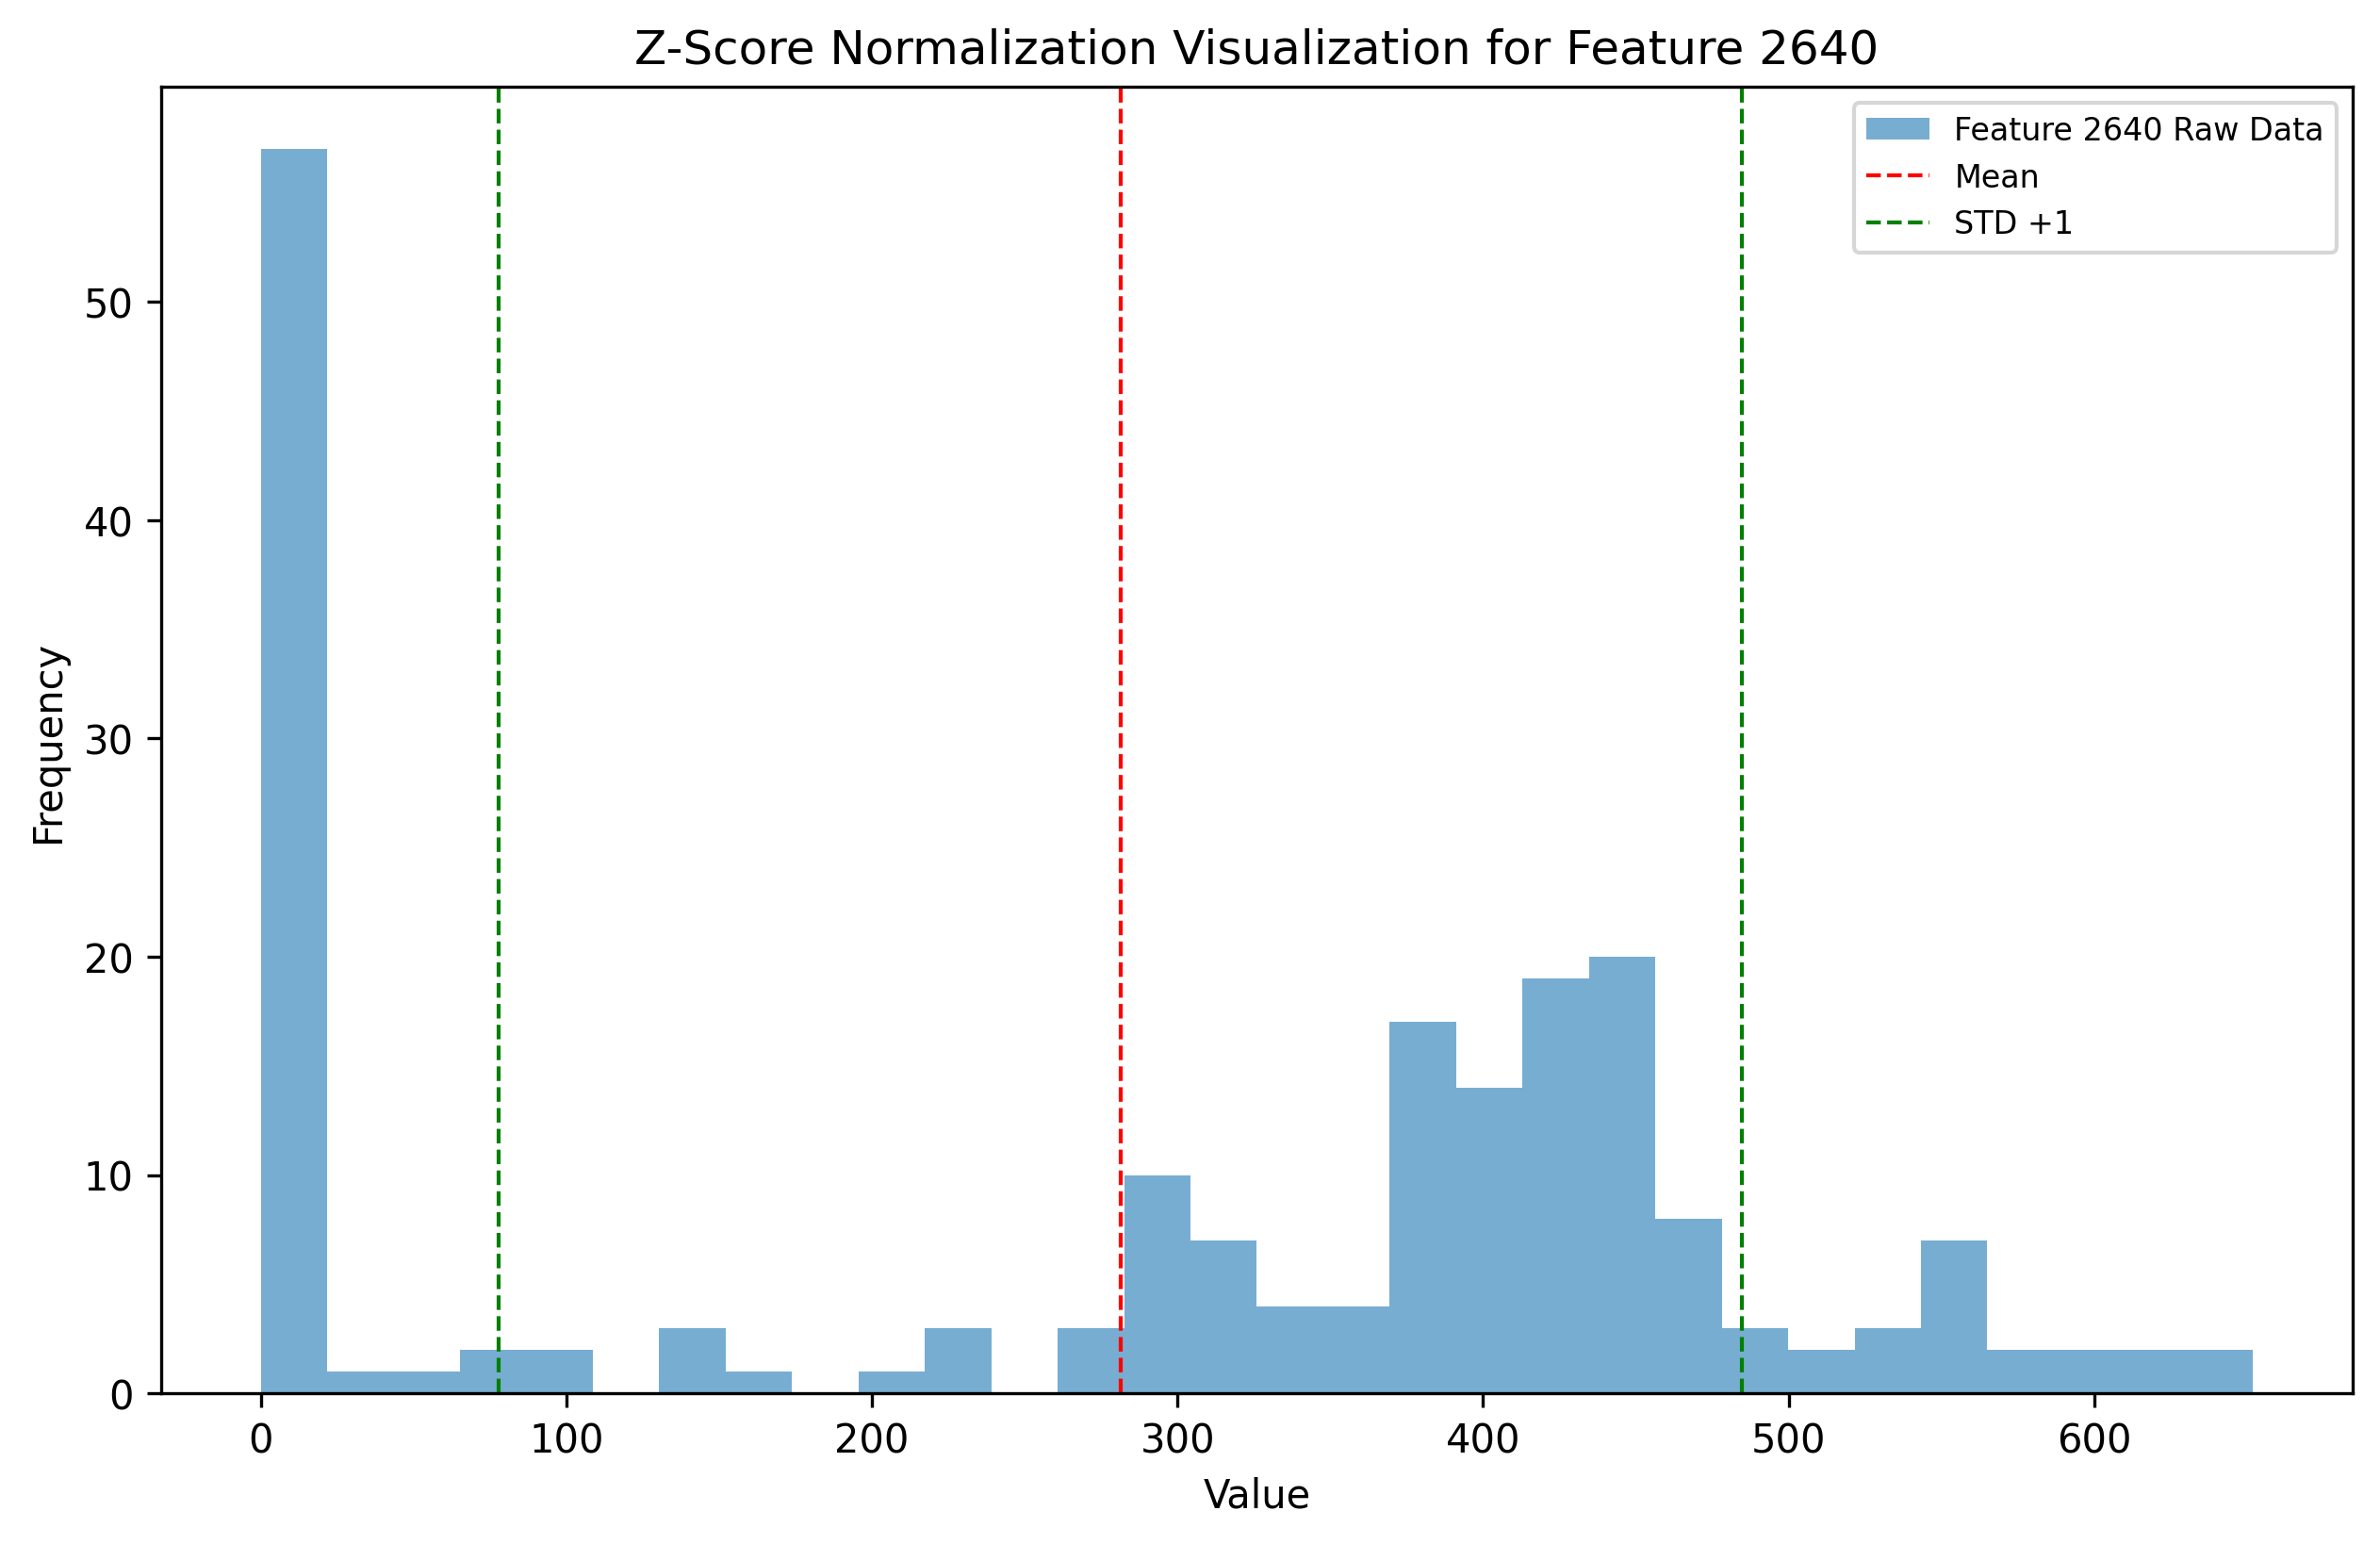 Z-Score Normalization Visualization for Feature 2640
Feature 2640 Raw Data
Mean
STD +1
Frequency
50
40
30
20
10
0
0 100 200 300 400 500 600
Value